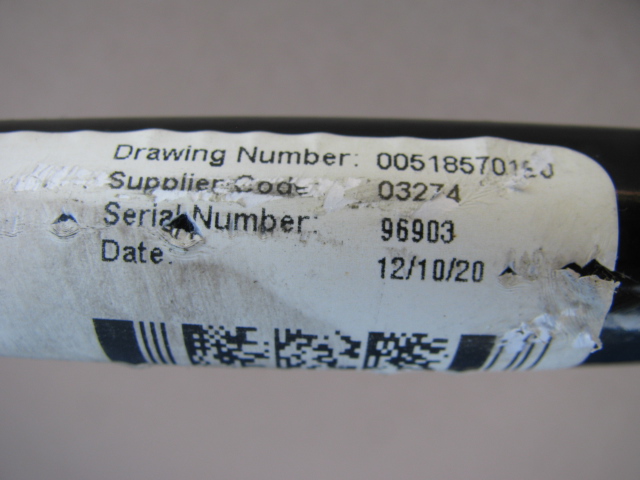 Drawing Number:
Supplier Code 03274
Serial Number: 96903
Date: 12/10/20